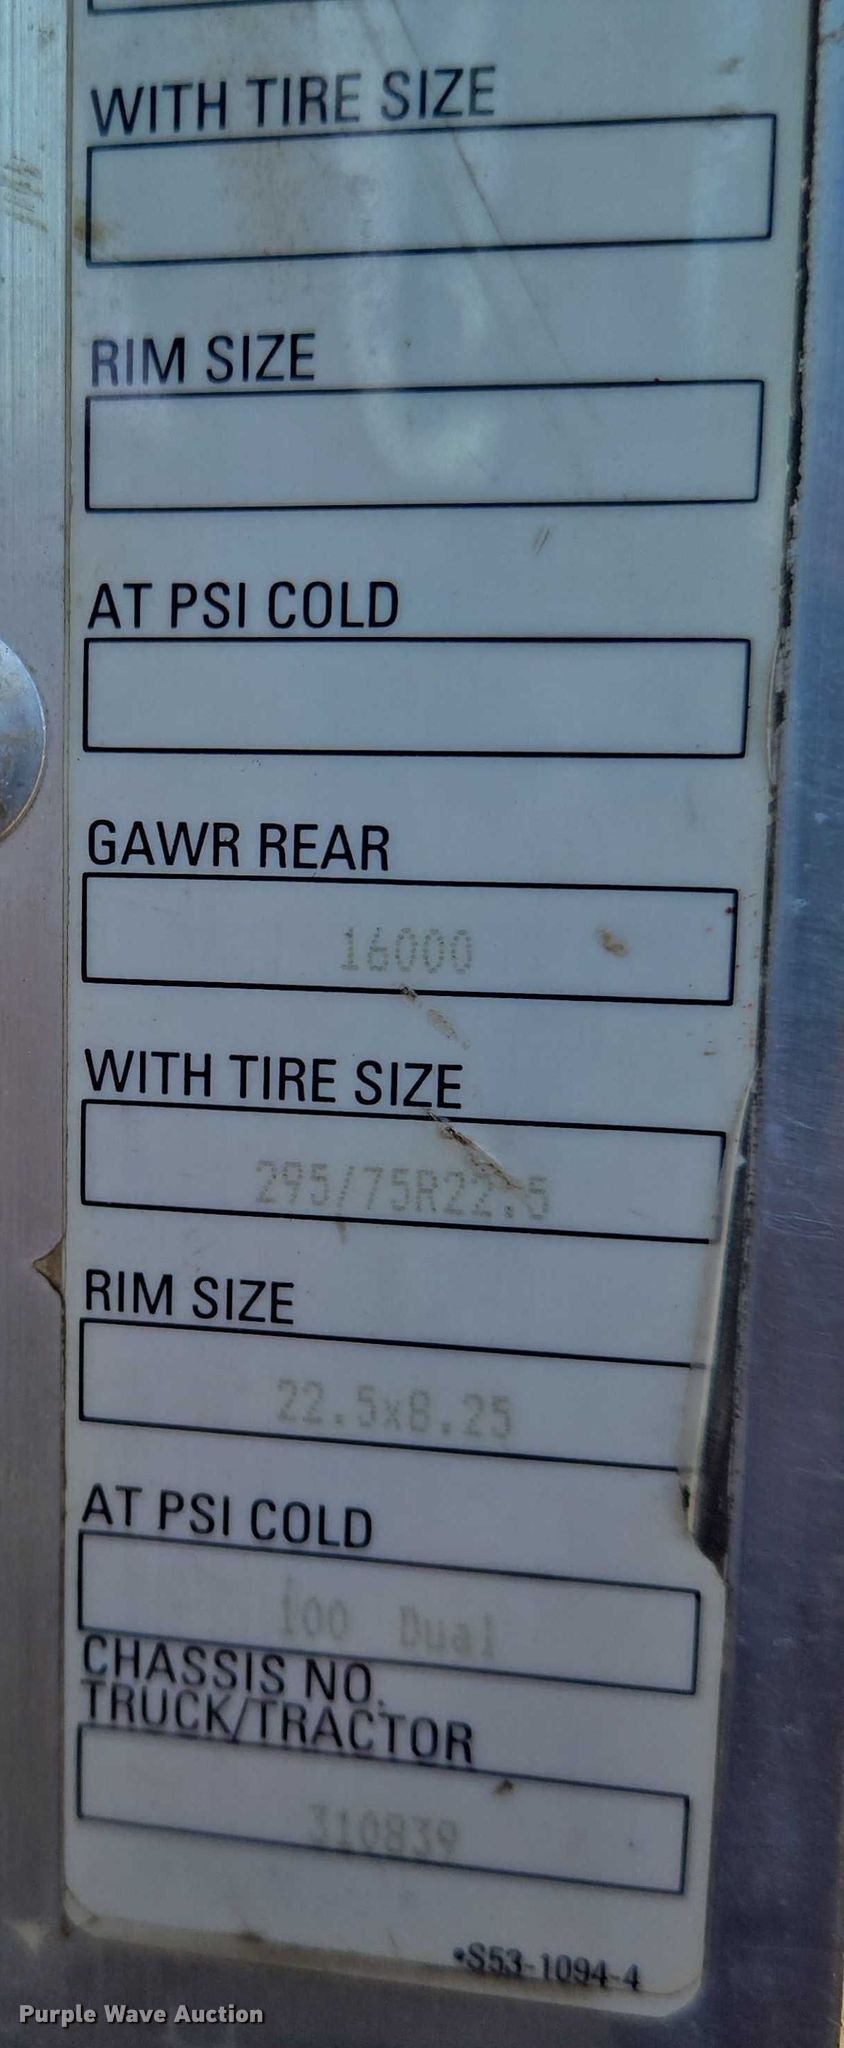 WITH TIRE SIZE
RIM SIZE
AT PSI COLD
GAWR REAR
WITH TIRE SIZE
295/75R22.5
RIM SIZE
22.5x8.25
AT PSI COLD
100 Dual
CHASSIS NO.
TRUCK/TRACTOR
310839
•S53-1094-4
Purple Wave Auction